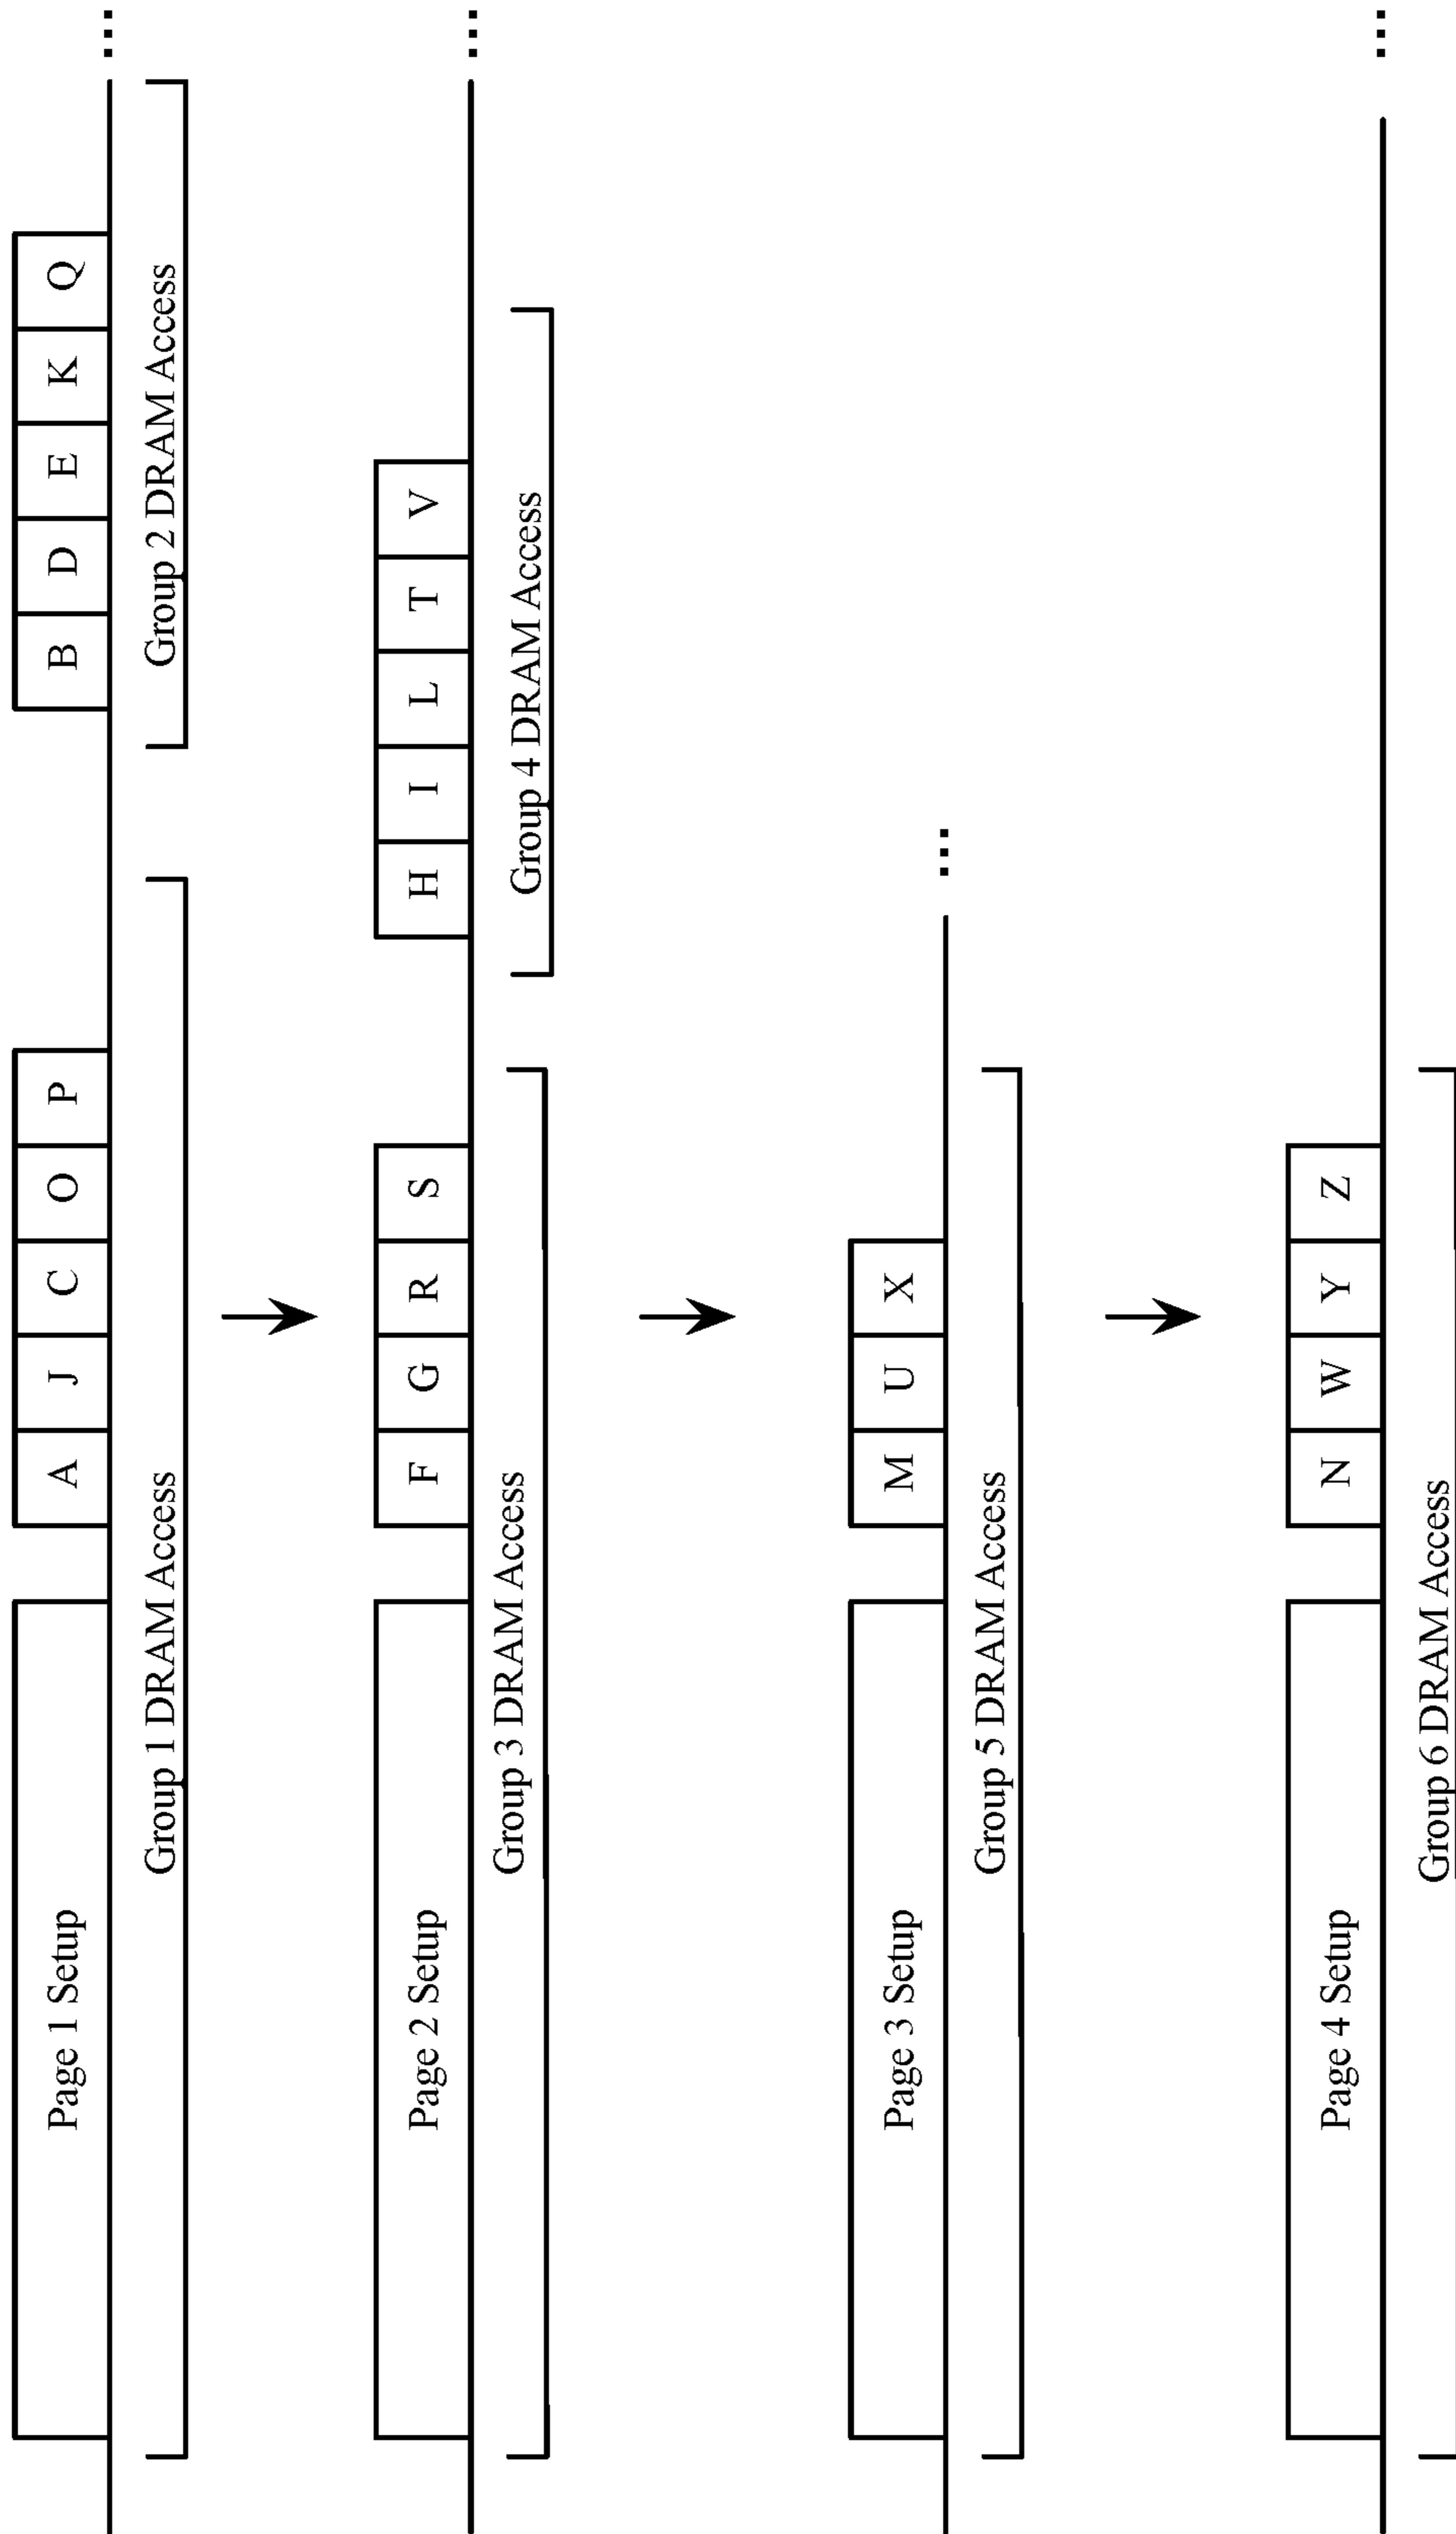 Page 1 Setup
A J C O P
B D E K Q
...
Group 1 DRAM Access
Group 2 DRAM Access
Page 2 Setup
F G R S
H I L T V
...
Group 3 DRAM Access
Group 4 DRAM Access
Page 3 Setup
M U X
...
Group 5 DRAM Access
Page 4 Setup
N W Y Z
...
Group 6 DRAM Access